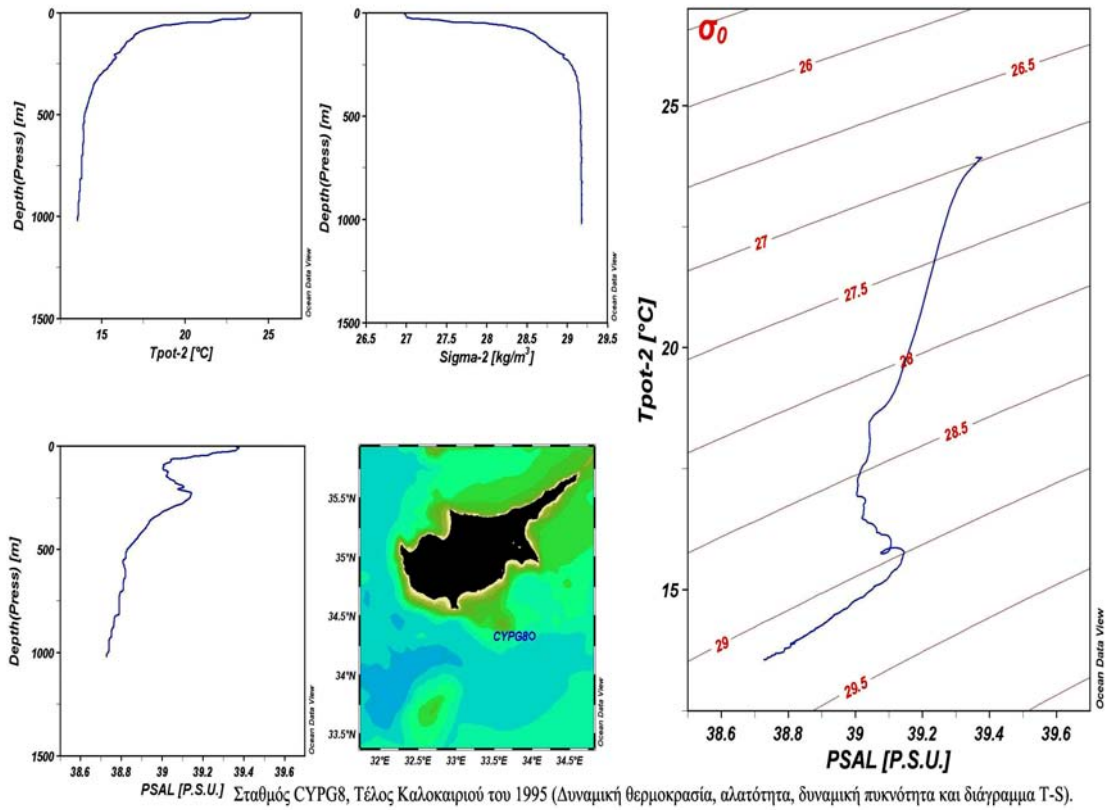 0
500
1000
1500
Depth(Press) [m]
15
20
25
Tpot-2 [°C]
Ocean Data View
0
500
1000
1500
Depth(Press) [m]
26.5
27
27.5
28
28.5
29
29.5
Sigma-2 [kg/m³]
Ocean Data View
σ₀
26
26.5
27
27.5
28
28.5
29
29.5
25
20
15
Tpot-2 [°C]
38.6
38.8
39
39.2
39.4
39.6
PSAL [P.S.U.]
Ocean Data View
0
500
1000
1500
Depth(Press) [m]
38.6
38.8
39
39.2
39.4
39.6
PSAL [P.S.U.]
Ocean Data View
35.5°N
35°N
34.5°N
34°N
33.5°N
CYPG8
32°E
32.5°E
33°E
33.5°E
34°E
34.5°E
Ocean Data View
Σταθμός CYPG8, Τέλος Καλοκαιριού του 1995 (Δυναμική θερμοκρασία, αλατότητα, δυναμική πυκνότητα και διάγραμμα T-S).